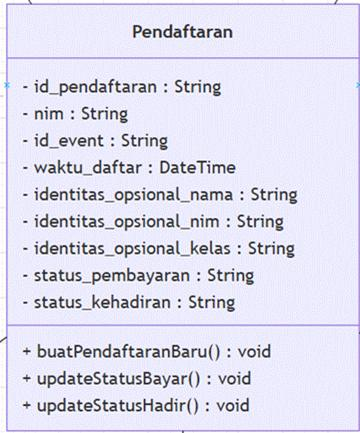 Pendaftaran
- id_pendaftaran : String
- nim : String
- id_event : String
- waktu_daftar : DateTime
- identitas_opsional_nama : String
- identitas_opsional_nim : String
- identitas_opsional_kelas : String
- status_pembayaran : String
- status_kehadiran : String
+ buatPendaftaranBaru() : void
+ updateStatusBayar() : void
+ updateStatusHadir() : void